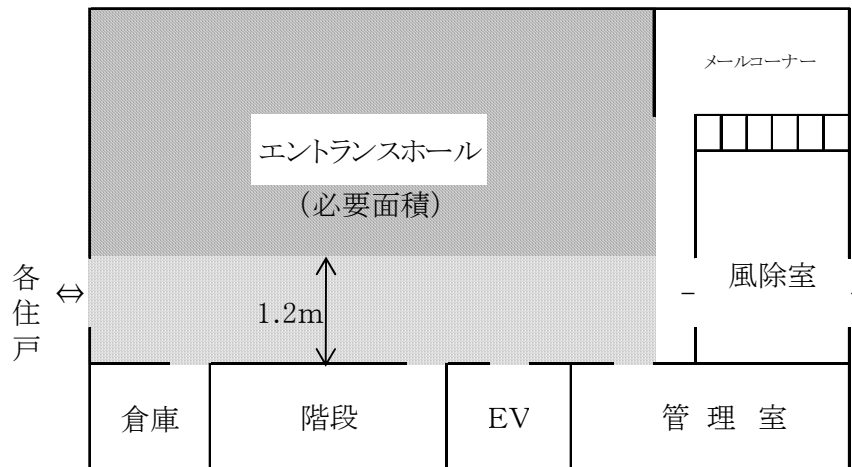 メールコーナー
エントランスホール
(必要面積)
各住戸
⇔
風除室
1.2m
倉庫
階段
EV
管 理 室